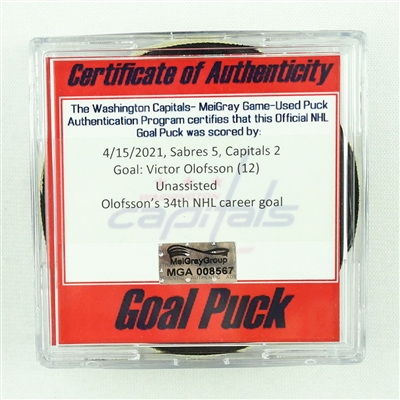 Certificate of Authenticity
The Washington Capitals- MeiGray Game-Used Puck
Authentication Program certifies that this Official NHL
Goal Puck was scored by:
4/15/2021, Sabres 5, Capitals 2
Goal: Victor Olofsson (12)
Unassisted
Olofsson's 34th NHL career goal
capitals
MeiGrayGroup
MGA 008567
Goal Puck